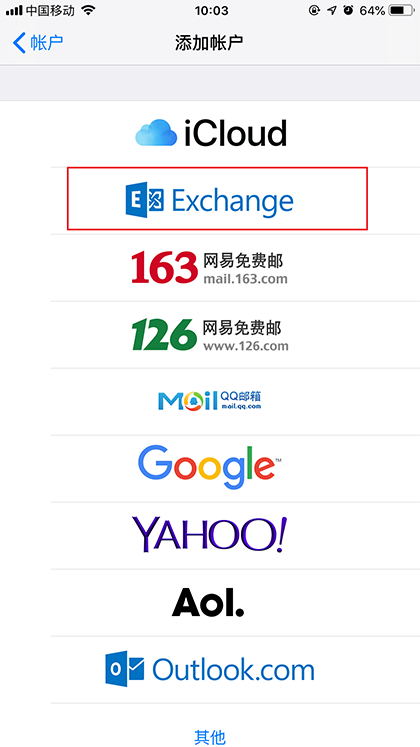 中国移动 10:03 64%
帐户 添加帐户
iCloud
E Exchange
163 网易免费邮
mail.163.com
126 网易免费邮
www.126.com
Mail QQ邮箱
mail.qq.com
Google™
YAHOO!
Aol.
O Outlook.com
其他